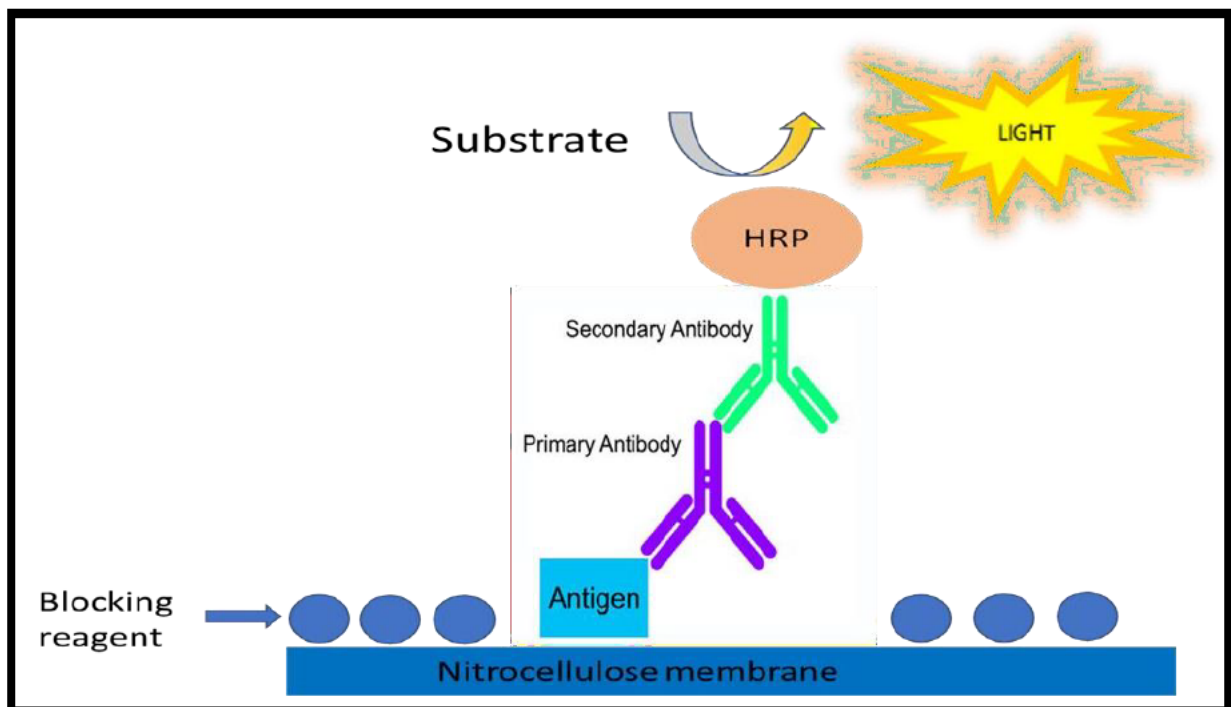 Substrate
LIGHT
HRP
Secondary Antibody
Primary Antibody
Antigen
Blocking
reagent
Nitrocellulose membrane